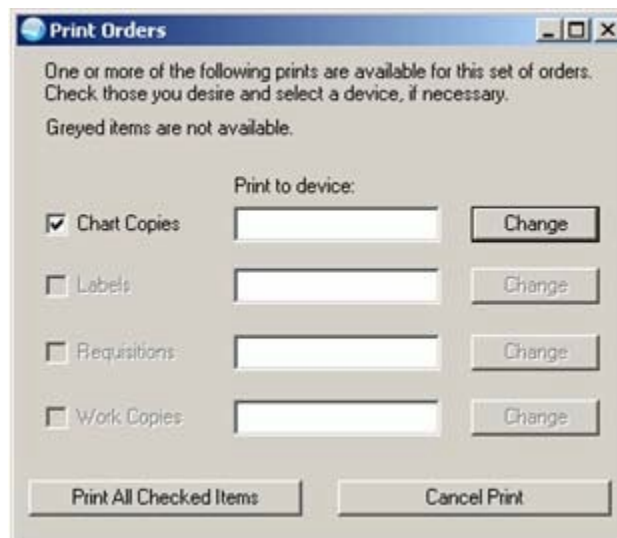 Print Orders
One or more of the following prints are available for this set of orders.
Check those you desire and select a device, if necessary.
Greyed items are not available.
Print to device:
Chart Copies Change
Labels Change
Requisitions Change
Work Copies Change
Print All Checked Items Cancel Print